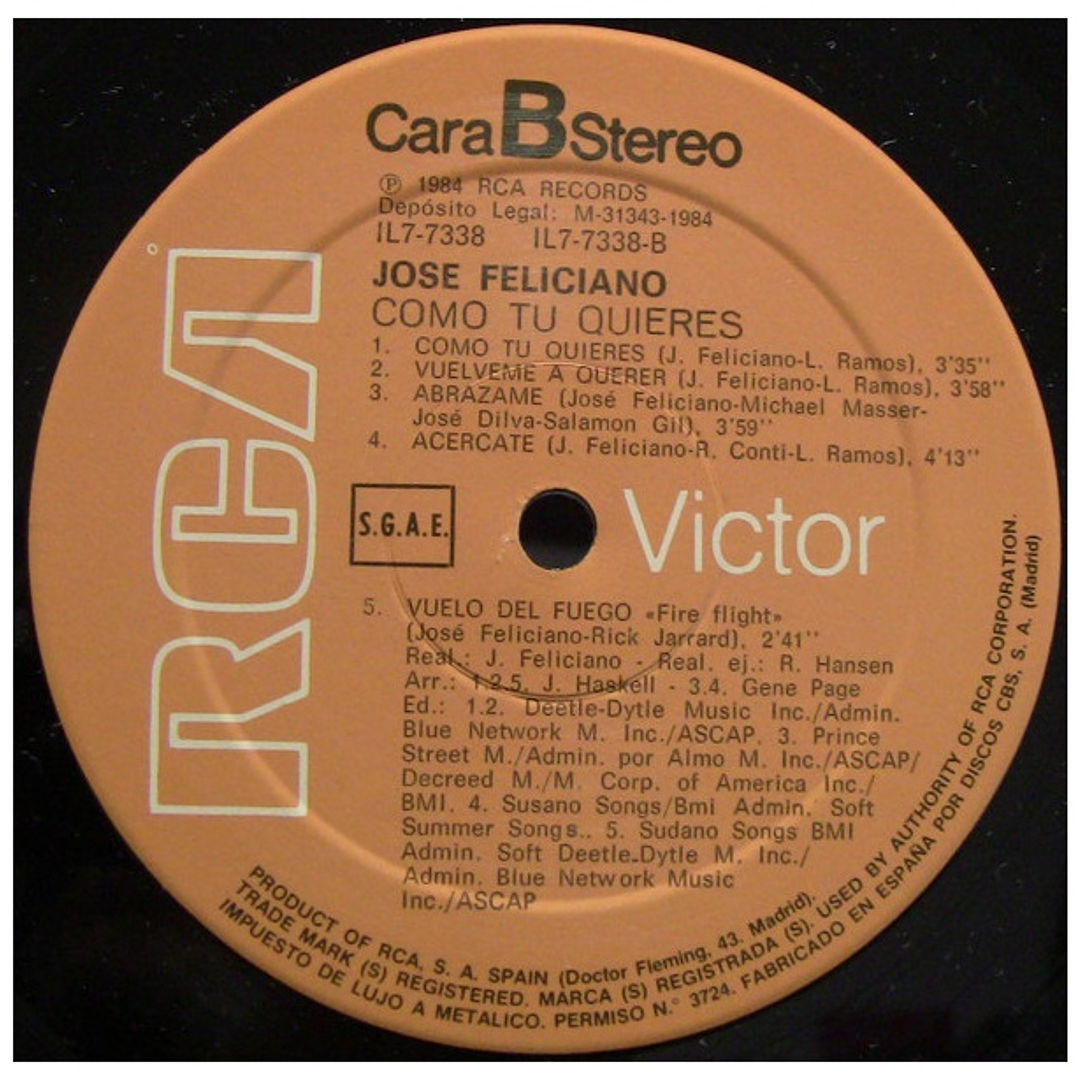 Cara B Stereo
Ⓟ 1984 RCA RECORDS
Depósito Legal: M-31343-1984
IL7-7338 IL7-7338-B
JOSE FELICIANO
COMO TU QUIERES
1. COMO TU QUIERES (J. Feliciano-L. Ramos), 3'35''
2. VUELVEME A QUERER (J. Feliciano-L. Ramos), 3'58''
3. ABRAZAME (José Feliciano-Michael Masser-
José Dilva-Salamon Gil), 3'59''
4. ACERCATE (J. Feliciano-R. Conti-L. Ramos), 4'13''
RCA
S.G.A.E.
Victor
5. VUELO DEL FUEGO «Fire flight»
(José Feliciano-Rick Jarrard), 2'41''
Real.: J. Feliciano - Real. ej.: R. Hansen
Arr.: 1.2.5. J. Haskell - 3.4. Gene Page
Ed.: 1.2. Deetle-Dytle Music Inc./Admin.
Blue Network M. Inc./ASCAP. 3. Prince
Street M./Admin. por Almo M. Inc./ASCAP/
Decreed M./M. Corp. of America Inc./
BMI. 4. Susano Songs/Bmi Admin. Soft
Summer Songs.. 5. Sudano Songs BMI
Admin. Soft Deetle-Dytle M. Inc./
Admin. Blue Network Music
Inc./ASCAP
PRODUCT OF RCA, S. A. SPAIN (Doctor Fleming, 43. Madrid).
TRADE MARK (S) REGISTERED. MARCA (S) REGISTRADA (S). USED BY AUTHORITY OF RCA CORPORATION.
IMPUESTO DE LUJO A METALICO. PERMISO N.° 3724. FABRICADO EN ESPAÑA POR DISCOS CBS, S. A. (Madrid)